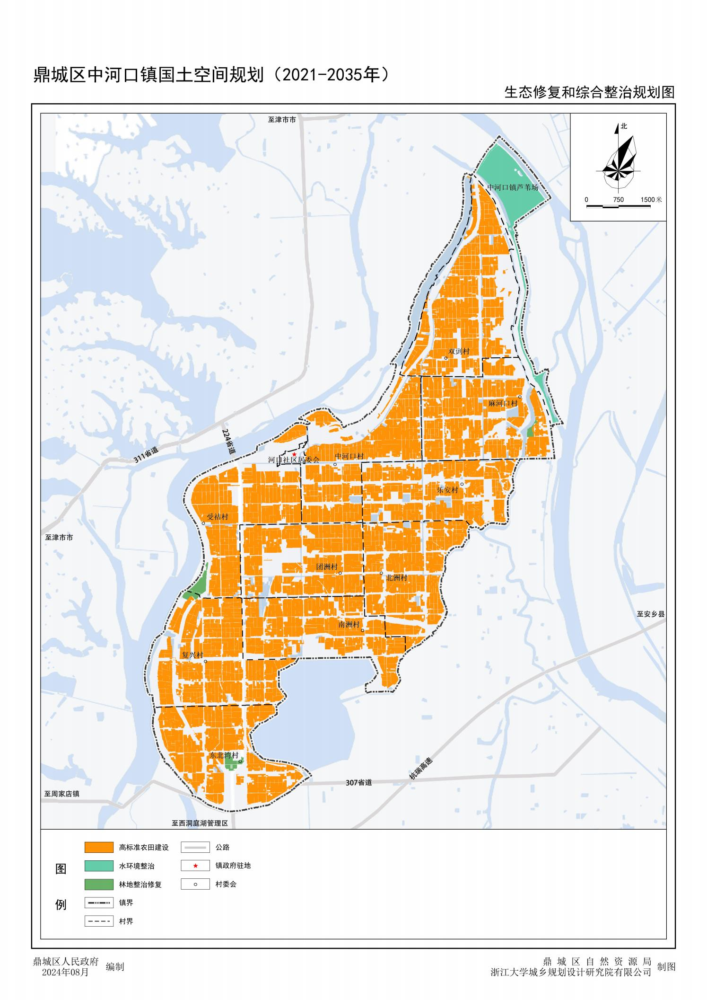 鼎城区中河口镇国土空间规划（2021-2035年）
生态修复和综合整治规划图
至津市市
北
0 750 1500米
中河口镇芦苇场
双剅村
麻河口村
224省道
311省道
河口社区居委会
中河口村
乐安村
受祜村
至津市市
团洲村
北洲村
至安乡县
南洲村
复兴村
东北湾村
杭瑞高速
307省道
至周家店镇
至西洞庭湖管理区
图例
高标准农田建设
公路
水环境整治
镇政府驻地
林地整治修复
村委会
镇界
村界
鼎城区人民政府
2024年08月
编制
鼎城区自然资源局
浙江大学城乡规划设计研究院有限公司
制图